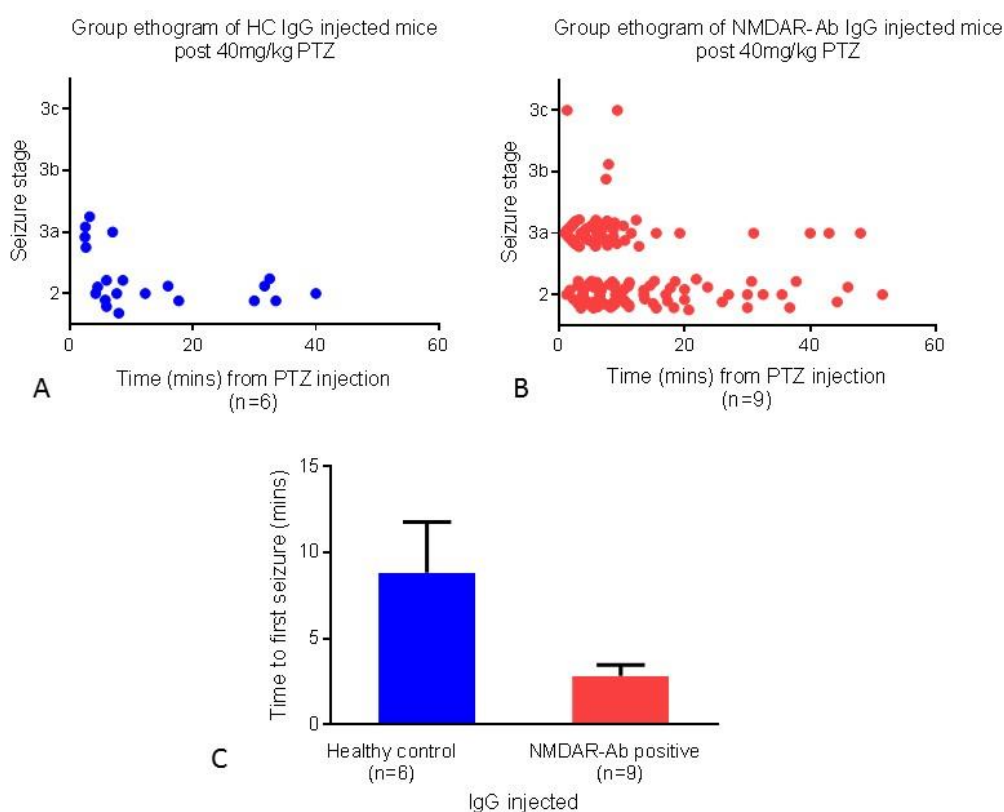 Group ethogram of HC IgG injected mice
post 40mg/kg PTZ
Seizure stage
3c
3b
3a
2
0
20
40
60
Time (mins) from PTZ injection
(n=6)
A
Group ethogram of NMDAR-Ab IgG injected mice
post 40mg/kg PTZ
Seizure stage
3c
3b
3a
2
0
20
40
60
Time (mins) from PTZ injection
(n=9)
B
Time to first seizure (mins)
15
10
5
0
Healthy control
(n=6)
NMDAR-Ab positive
(n=9)
IgG injected
C